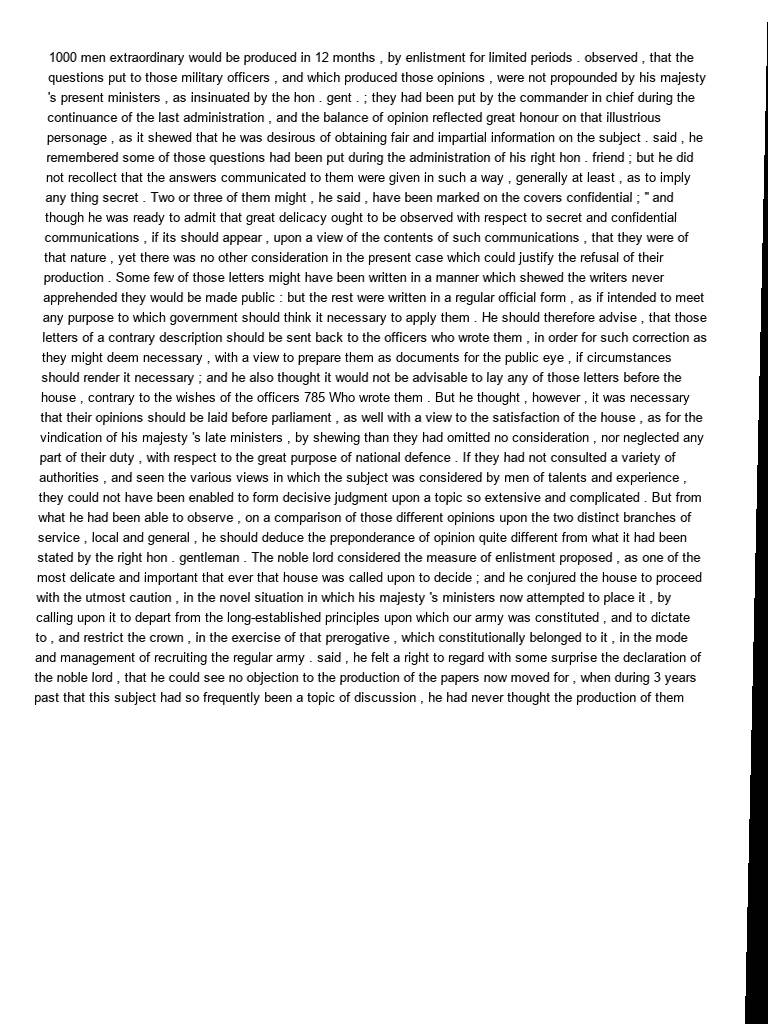 1000 men extraordinary would be produced in 12 months , by enlistment for limited periods . observed , that the
questions put to those military officers , and which produced those opinions , were not propounded by his majesty
's present ministers , as insinuated by the hon . gent . ; they had been put by the commander in chief during the
continuance of the last administration , and the balance of opinion reflected great honour on that illustrious
personage , as it shewed that he was desirous of obtaining fair and impartial information on the subject . said , he
remembered some of those questions had been put during the administration of his right hon . friend ; but he did
not recollect that the answers communicated to them were given in such a way , generally at least , as to imply
any thing secret . Two or three of them might , he said , have been marked on the covers confidential ; " and
though he was ready to admit that great delicacy ought to be observed with respect to secret and confidential
communications , if its should appear , upon a view of the contents of such communications , that they were of
that nature , yet there was no other consideration in the present case which could justify the refusal of their
production . Some few of those letters might have been written in a manner which shewed the writers never
apprehended they would be made public : but the rest were written in a regular official form , as if intended to meet
any purpose to which government should think it necessary to apply them . He should therefore advise , that those
letters of a contrary description should be sent back to the officers who wrote them , in order for such correction as
they might deem necessary , with a view to prepare them as documents for the public eye , if circumstances
should render it necessary ; and he also thought it would not be advisable to lay any of those letters before the
house , contrary to the wishes of the officers 785 Who wrote them . But he thought , however , it was necessary
that their opinions should be laid before parliament , as well with a view to the satisfaction of the house , as for the
vindication of his majesty 's late ministers , by shewing than they had omitted no consideration , nor neglected any
part of their duty , with respect to the great purpose of national defence . If they had not consulted a variety of
authorities , and seen the various views in which the subject was considered by men of talents and experience ,
they could not have been enabled to form decisive judgment upon a topic so extensive and complicated . But from
what he had been able to observe , on a comparison of those different opinions upon the two distinct branches of
service , local and general , he should deduce the preponderance of opinion quite different from what it had been
stated by the right hon . gentleman . The noble lord considered the measure of enlistment proposed , as one of the
most delicate and important that ever that house was called upon to decide ; and he conjured the house to proceed
with the utmost caution , in the novel situation in which his majesty 's ministers now attempted to place it , by
calling upon it to depart from the long-established principles upon which our army was constituted , and to dictate
to , and restrict the crown , in the exercise of that prerogative , which constitutionally belonged to it , in the mode
and management of recruiting the regular army . said , he felt a right to regard with some surprise the declaration of
the noble lord , that he could see no objection to the production of the papers now moved for , when during 3 years
past that this subject had so frequently been a topic of discussion , he had never thought the production of them